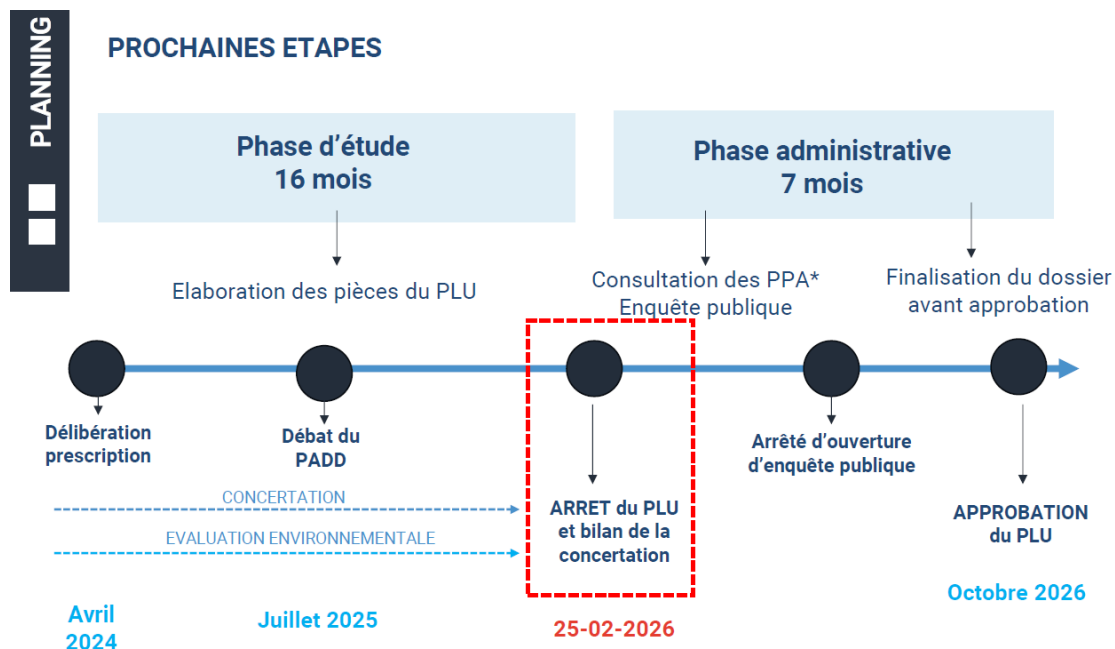 PLANNING
PROCHAINES ETAPES
Phase d’étude
16 mois
Phase administrative
7 mois
Elaboration des pièces du PLU
Consultation des PPA*
Enquête publique
Finalisation du dossier
avant approbation
Délibération
prescription
Débat du
PADD
ARRET du PLU
et bilan de la
concertation
Arrêté d’ouverture
d’enquête publique
APPROBATION
du PLU
CONCERTATION
EVALUATION ENVIRONNEMENTALE
Avril
2024
Juillet 2025
25-02-2026
Octobre 2026